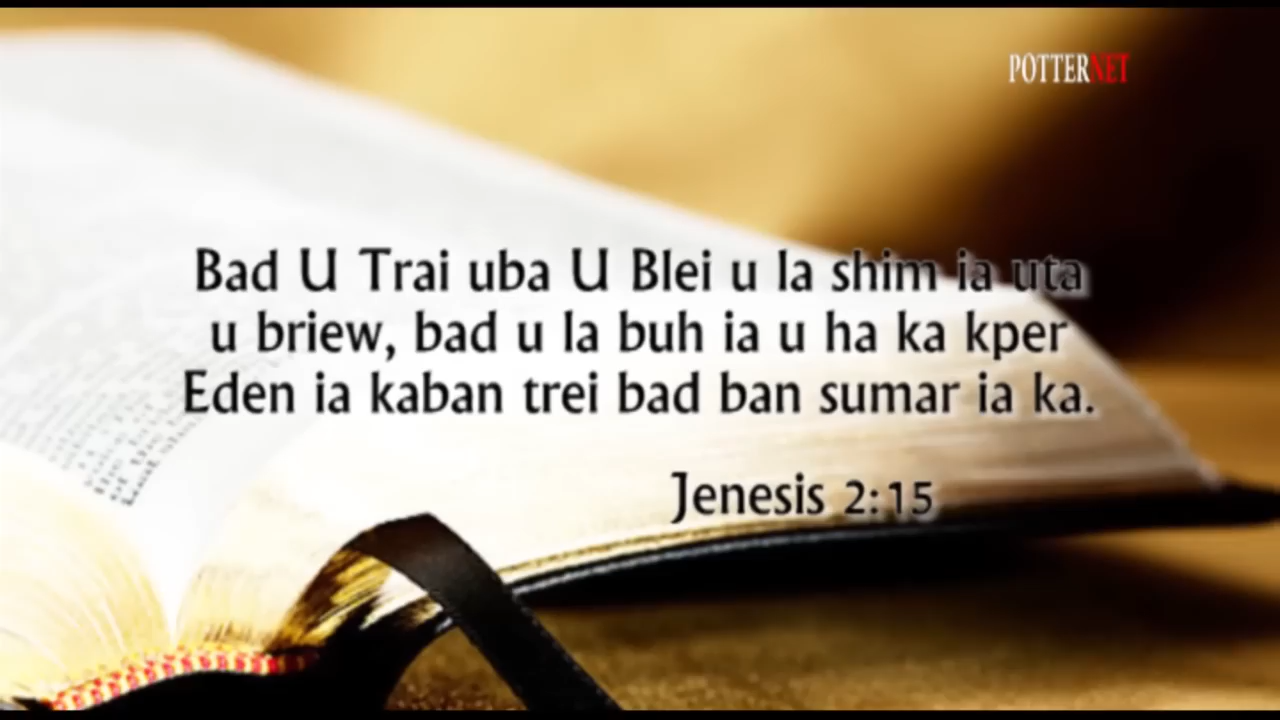 POTTERNET
Bad U Trai uba U Blei u la shim ia uta
u briew, bad u la buh ia u ha ka kper
Eden ia kaban trei bad ban sumar ia ka.
Jenesis 2:15